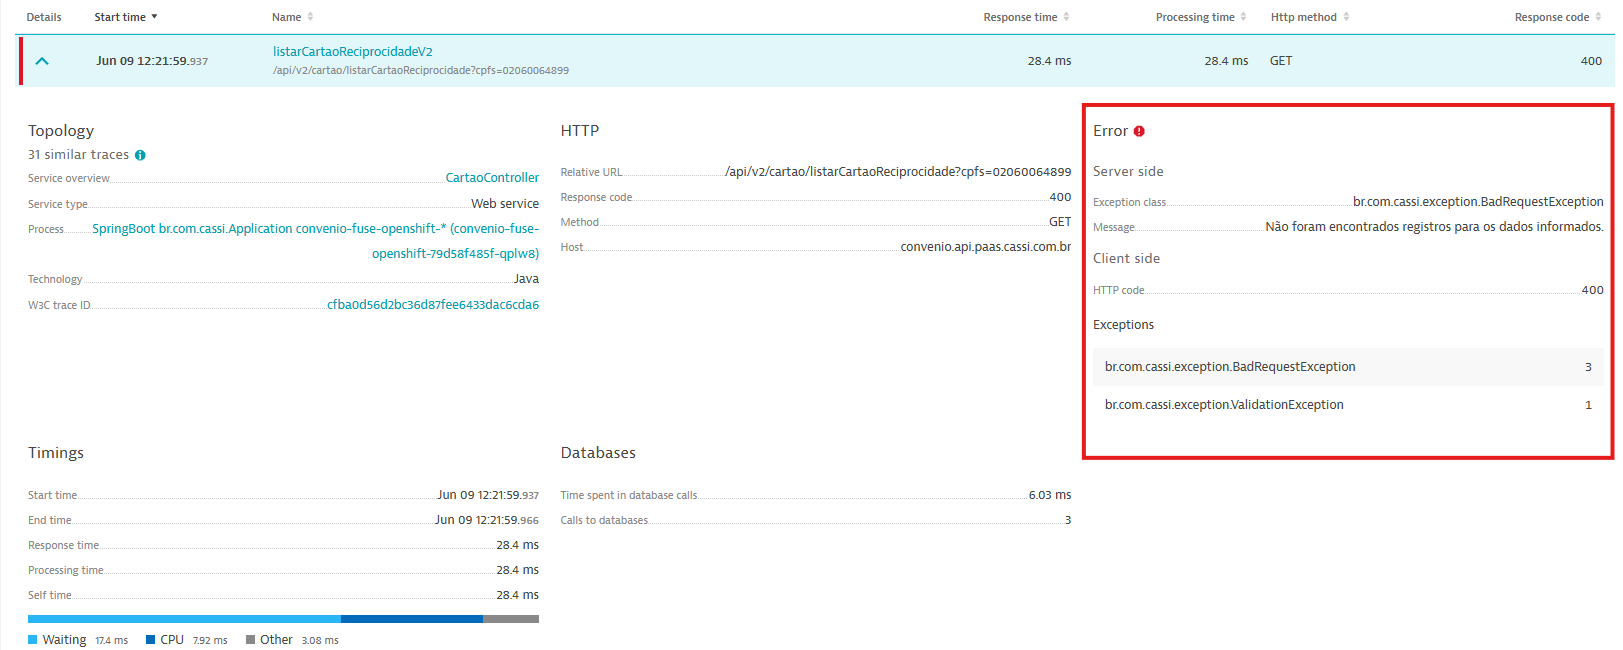 Details Start time Name Response time Processing time Http method Response code
Jun 09 12:21:59.937 listarCartaoReciprocidadeV2 28.4 ms 28.4 ms GET 400
/api/v2/cartao/listarCartaoReciprocidade?cpfs=02060064899
Topology
31 similar traces
Service overview CartaoController
Service type Web service
Process SpringBoot br.com.cassi.Application convenio-fuse-openshift-* (convenio-fuse-
openshift-79d58f485f-qplw8)
Technology Java
W3C trace ID cfba0d56d2bc36d87fee6433dac6cda6
HTTP
Relative URL /api/v2/cartao/listarCartaoReciprocidade?cpfs=02060064899
Response code 400
Method GET
Host convenio.api.paas.cassi.com.br
Error
Server side
Exception class br.com.cassi.exception.BadRequestException
Message Não foram encontrados registros para os dados informados.
Client side
HTTP code 400
Exceptions
br.com.cassi.exception.BadRequestException 3
br.com.cassi.exception.ValidationException 1
Timings
Start time Jun 09 12:21:59.937
End time Jun 09 12:21:59.966
Response time 28.4 ms
Processing time 28.4 ms
Self time 28.4 ms
Waiting 17.4 ms CPU 7.92 ms Other 3.08 ms
Databases
Time spent in database calls 6.03 ms
Calls to databases 3